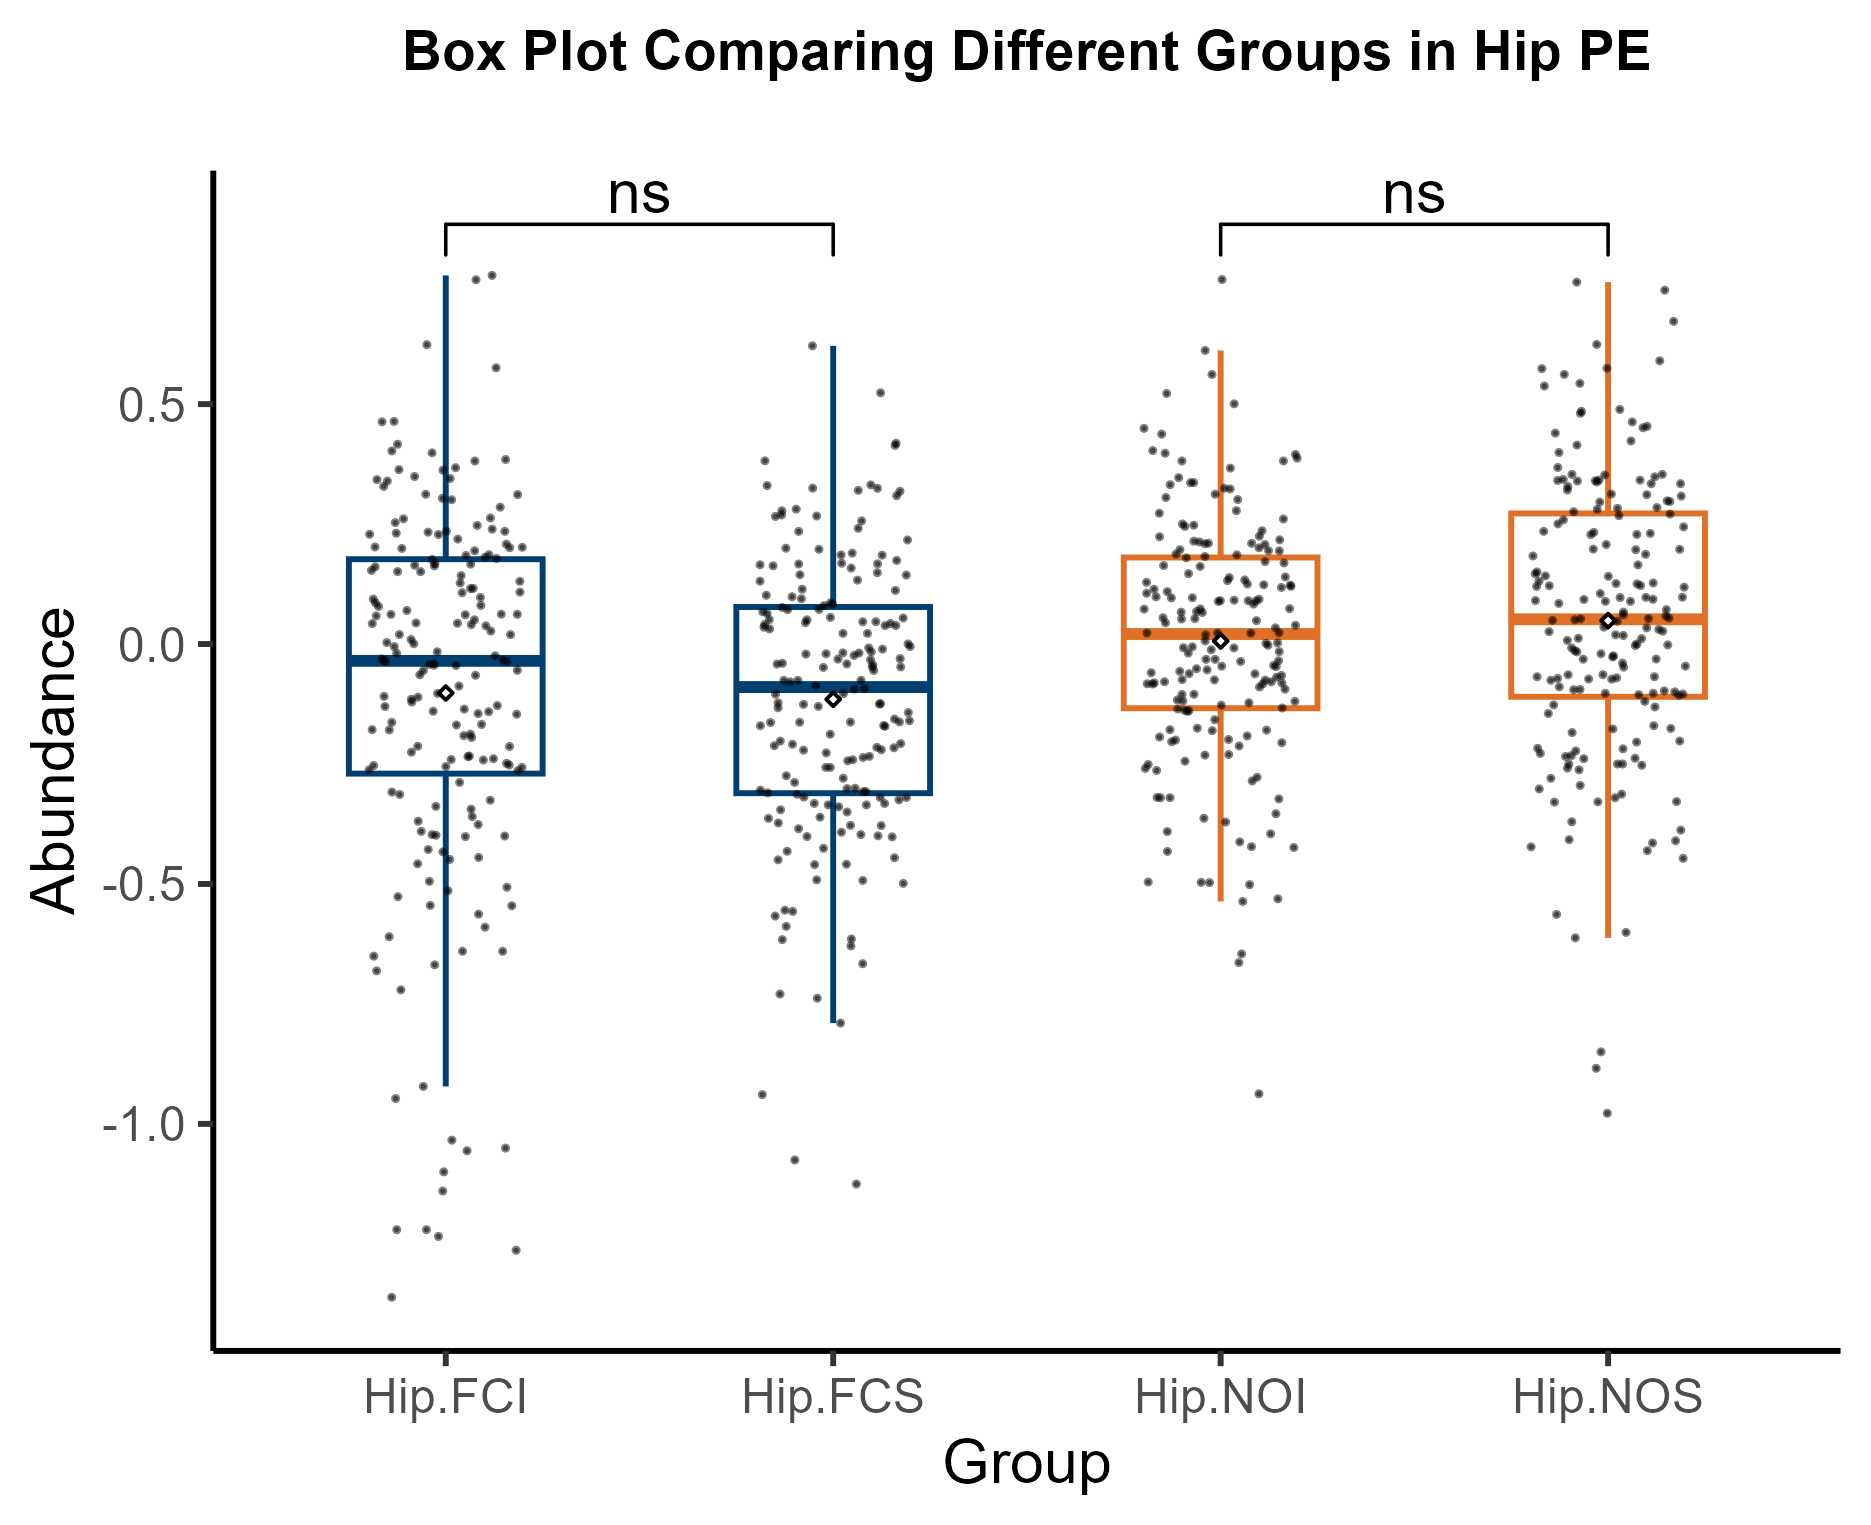 Box Plot Comparing Different Groups in Hip PE
ns ns
0.5
0.0
-0.5
-1.0
Abundance
Hip.FCI Hip.FCS Hip.NOI Hip.NOS
Group